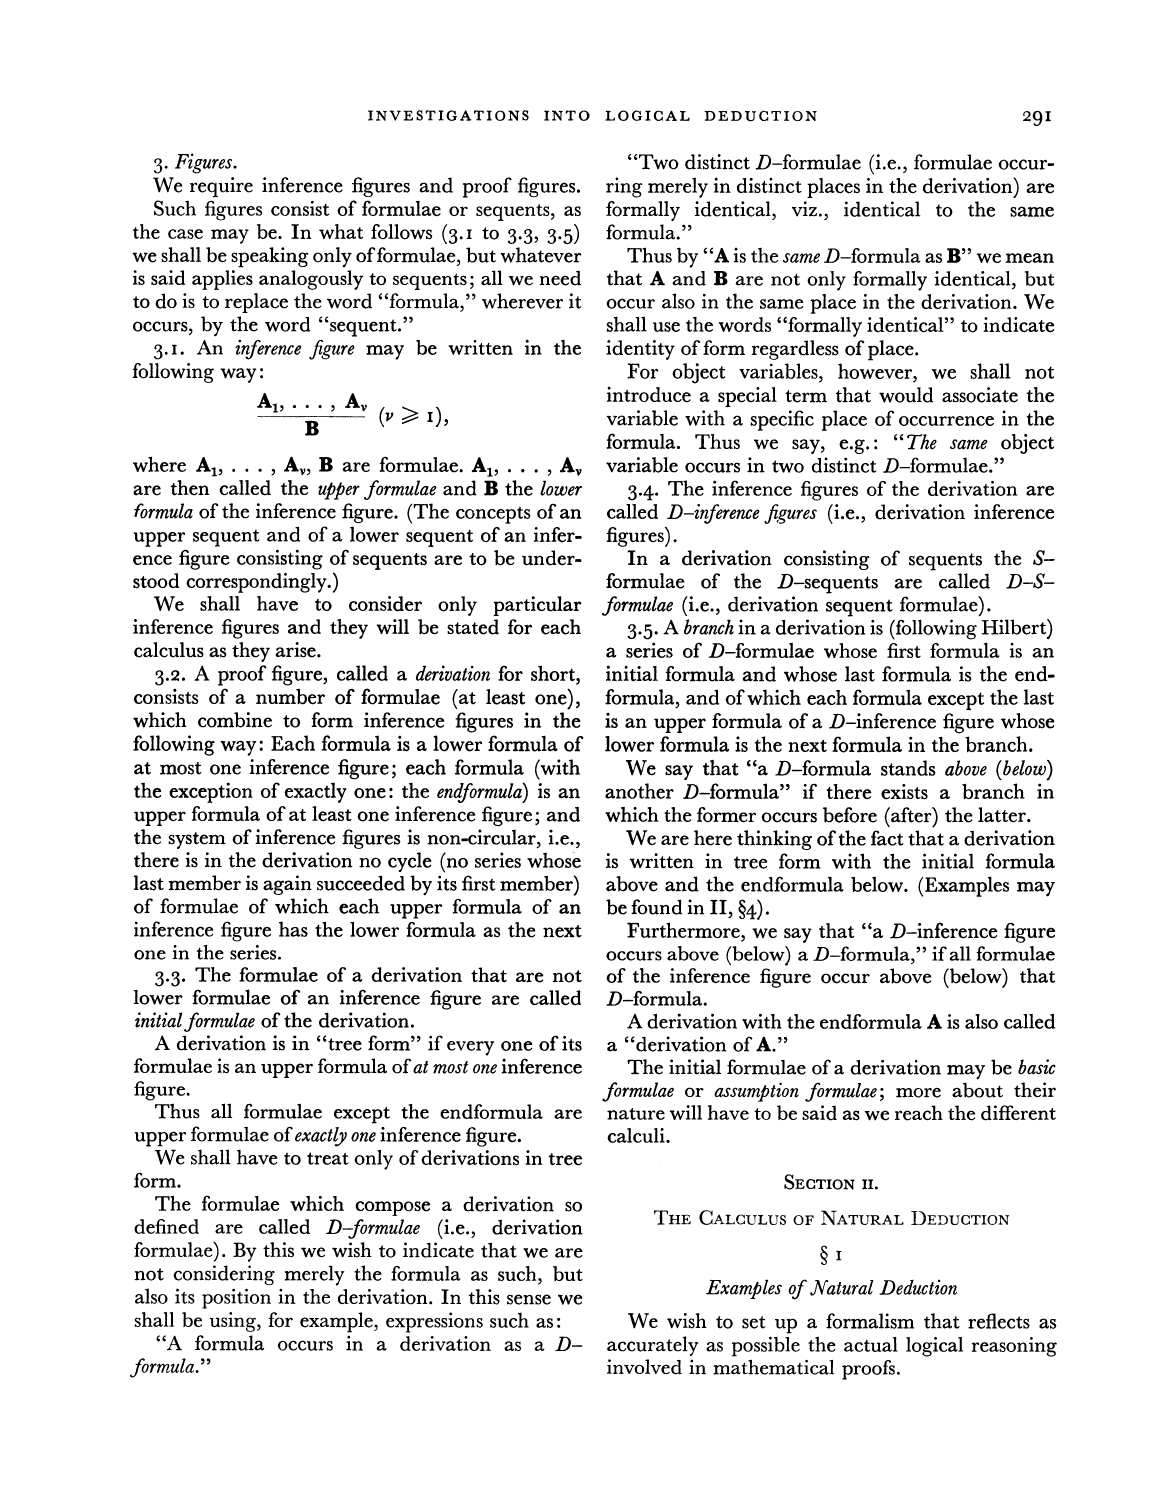 INVESTIGATIONS INTO LOGICAL DEDUCTION 291
3. Figures.
We require inference figures and proof figures.
Such figures consist of formulae or sequents, as
the case may be. In what follows (3.1 to 3.3, 3.5)
we shall be speaking only of formulae, but whatever
is said applies analogously to sequents; all we need
to do is to replace the word “formula,” wherever it
occurs, by the word “sequent.”
3.1. An inference figure may be written in the
following way:
A₁, . . . , Aᵥ
B
(ν ⩾ 1),
where A₁, . . . , Aᵥ, B are formulae. A₁, . . . , Aᵥ
are then called the upper formulae and B the lower
formula of the inference figure. (The concepts of an
upper sequent and of a lower sequent of an infer-
ence figure consisting of sequents are to be under-
stood correspondingly.)
We shall have to consider only particular
inference figures and they will be stated for each
calculus as they arise.
3.2. A proof figure, called a derivation for short,
consists of a number of formulae (at least one),
which combine to form inference figures in the
following way: Each formula is a lower formula of
at most one inference figure; each formula (with
the exception of exactly one: the endformula) is an
upper formula of at least one inference figure; and
the system of inference figures is non-circular, i.e.,
there is in the derivation no cycle (no series whose
last member is again succeeded by its first member)
of formulae of which each upper formula of an
inference figure has the lower formula as the next
one in the series.
3.3. The formulae of a derivation that are not
lower formulae of an inference figure are called
initial formulae of the derivation.
A derivation is in “tree form” if every one of its
formulae is an upper formula of at most one inference
figure.
Thus all formulae except the endformula are
upper formulae of exactly one inference figure.
We shall have to treat only of derivations in tree
form.
The formulae which compose a derivation so
defined are called D–formulae (i.e., derivation
formulae). By this we wish to indicate that we are
not considering merely the formula as such, but
also its position in the derivation. In this sense we
shall be using, for example, expressions such as:
“A formula occurs in a derivation as a D–
formula.”
“Two distinct D–formulae (i.e., formulae occur-
ring merely in distinct places in the derivation) are
formally identical, viz., identical to the same
formula.”
Thus by “A is the same D–formula as B” we mean
that A and B are not only formally identical, but
occur also in the same place in the derivation. We
shall use the words “formally identical” to indicate
identity of form regardless of place.
For object variables, however, we shall not
introduce a special term that would associate the
variable with a specific place of occurrence in the
formula. Thus we say, e.g.: “The same object
variable occurs in two distinct D–formulae.”
3.4. The inference figures of the derivation are
called D–inference figures (i.e., derivation inference
figures).
In a derivation consisting of sequents the S–
formulae of the D–sequents are called D–S–
formulae (i.e., derivation sequent formulae).
3.5. A branch in a derivation is (following Hilbert)
a series of D–formulae whose first formula is an
initial formula and whose last formula is the end-
formula, and of which each formula except the last
is an upper formula of a D–inference figure whose
lower formula is the next formula in the branch.
We say that “a D–formula stands above (below)
another D–formula” if there exists a branch in
which the former occurs before (after) the latter.
We are here thinking of the fact that a derivation
is written in tree form with the initial formula
above and the endformula below. (Examples may
be found in II, §4).
Furthermore, we say that “a D–inference figure
occurs above (below) a D–formula,” if all formulae
of the inference figure occur above (below) that
D–formula.
A derivation with the endformula A is also called
a “derivation of A.”
The initial formulae of a derivation may be basic
formulae or assumption formulae; more about their
nature will have to be said as we reach the different
calculi.
SECTION II.
THE CALCULUS OF NATURAL DEDUCTION
§ 1
Examples of Natural Deduction
We wish to set up a formalism that reflects as
accurately as possible the actual logical reasoning
involved in mathematical proofs.